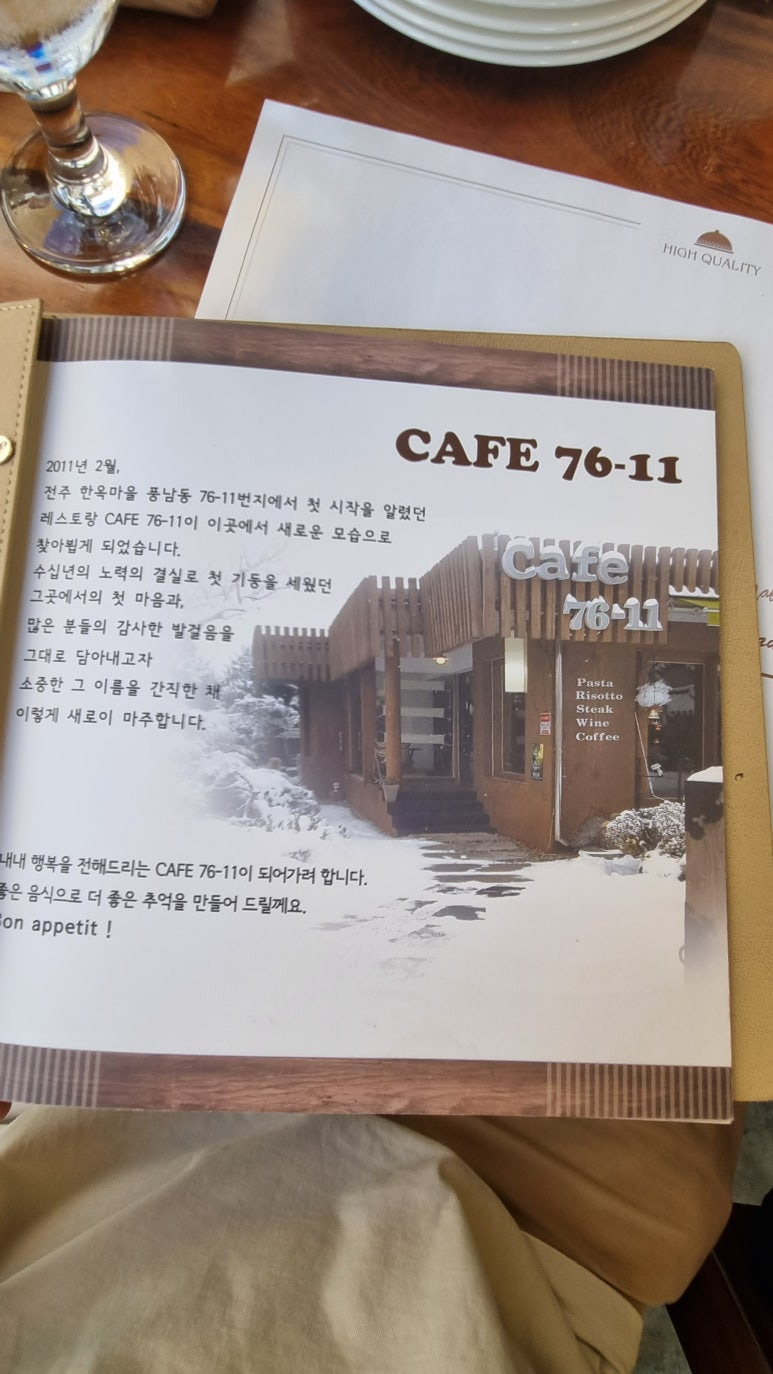 HIGH QUALITY
CAFE 76-11
2011년 2월,
전주 한옥마을 풍남동 76-11번지에서 첫 시작을 알렸던
레스토랑 CAFE 76-11이 이곳에서 새로운 모습으로
찾아뵙게 되었습니다.
수십년의 노력의 결실로 첫 기둥을 세웠던
그곳에서의 첫 마음과,
많은 분들의 감사한 발걸음을
그대로 담아내고자
소중한 그 이름을 간직한 채
이렇게 새로이 마주합니다.
Cafe
76-11
Pasta
Risotto
Steak
Wine
Coffee
내내 행복을 전해드리는 CAFE 76-11이 되어가려 합니다.
좋은 음식으로 더 좋은 추억을 만들어 드릴께요.
Bon appetit !